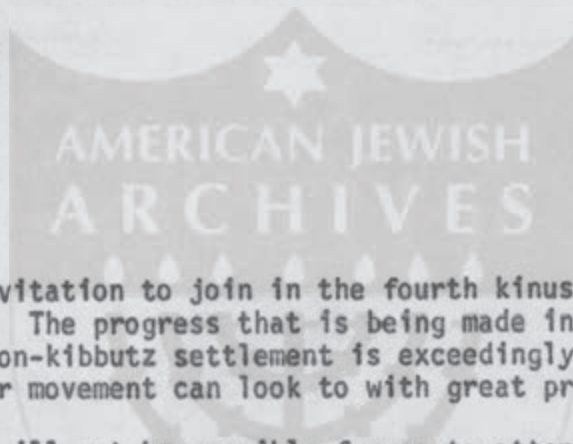 AMERICAN JEWISH
ARCHIVES
vitation to join in the fourth kinus
The progress that is being made in
on-kibbutz settlement is exceedingly
r movement can look to with great pr